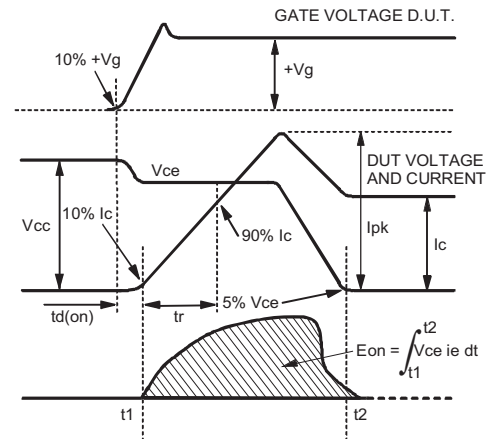 GATE VOLTAGE D.U.T.
10% +Vg
+Vg
Vce
DUT VOLTAGE
AND CURRENT
Vcc
10% Ic
90% Ic
Ipk
Ic
td(on)
tr
5% Vce
Eon = ∫ Vce ie dt
t2
t1
t1
t2